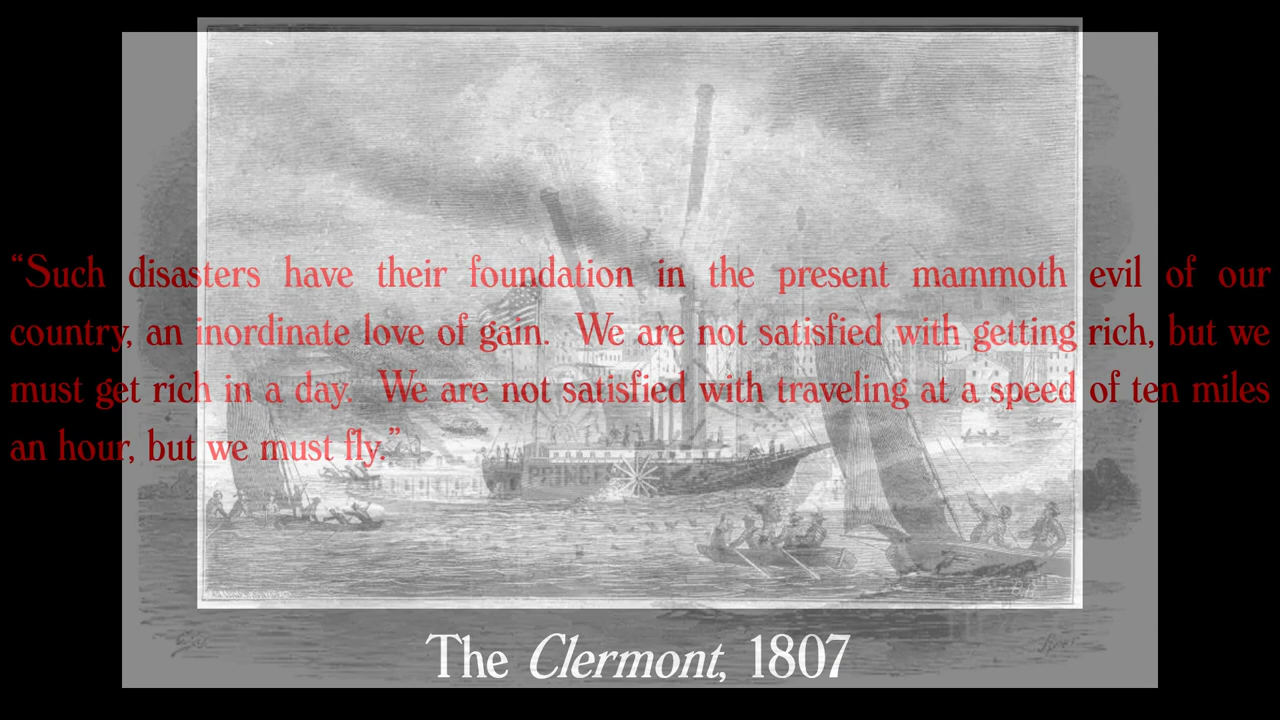 “Such disasters have their foundation in the present mammoth evil of our
country, an inordinate love of gain.  We are not satisfied with getting rich, but we
must get rich in a day.  We are not satisfied with traveling at a speed of ten miles
an hour, but we must fly.”
The Clermont, 1807